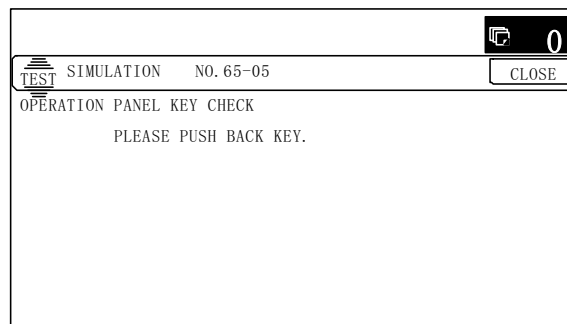 0
TEST SIMULATION NO.65-05 CLOSE
OPERATION PANEL KEY CHECK
PLEASE PUSH BACK KEY.